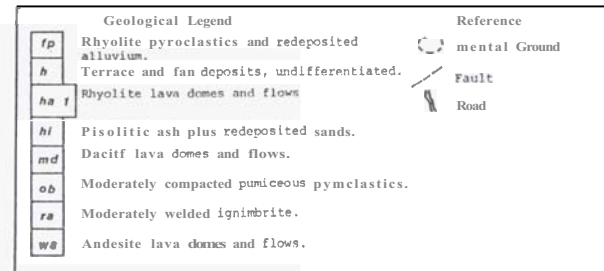 Geological Legend
Reference
fp Rhyolite pyroclastics and redeposited
alluvium.
mental Ground
h Terrace and fan deposits, undifferentiated.
Fault
ha 1 Rhyolite lava domes and flows
Road
hi Pisolitic ash plus redeposited sands.
md Dacitf lava domes and flows.
ob Moderately compacted pumiceous pymclastics.
ra Moderately welded ignimbrite.
wa Andesite lava domes and flows.